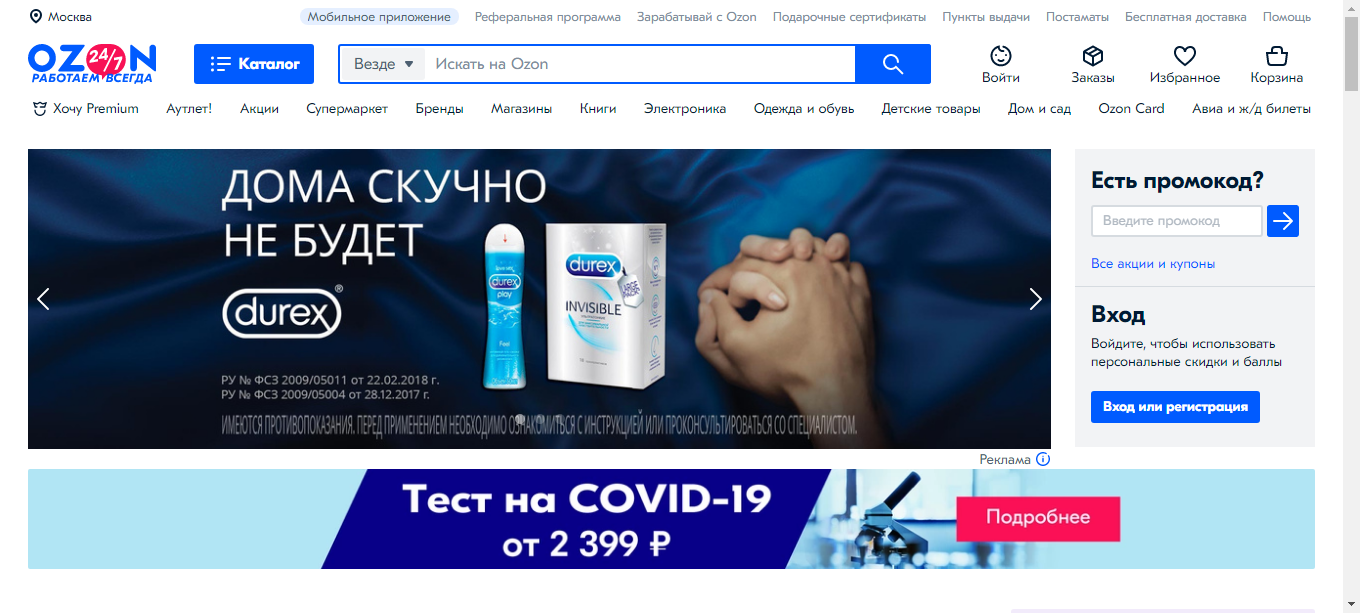 Москва
Мобильное приложение Реферальная программа Зарабатывай с Ozon Подарочные сертификаты Пункты выдачи Постаматы Бесплатная доставка Помощь
OZON
24/7
РАБОТАЕМ ВСЕГДА
Каталог
Везде Искать на Ozon
Войти Заказы Избранное Корзина
Хочу Premium Аутлет! Акции Супермаркет Бренды Магазины Книги Электроника Одежда и обувь Детские товары Дом и сад Ozon Card Авиа и ж/д билеты
ДОМА СКУЧНО
НЕ БУДЕТ
durex
durex
play
Feel
durex
INVISIBLE
РУ № ФСЗ 2009/05011 от 22.02.2018 г.
РУ № ФСЗ 2009/05004 от 28.12.2017 г.
ИМЕЮТСЯ ПРОТИВОПОКАЗАНИЯ. ПЕРЕД ПРИМЕНЕНИЕМ НЕОБХОДИМО ОЗНАКОМИТЬСЯ С ИНСТРУКЦИЕЙ ИЛИ ПРОКОНСУЛЬТИРОВАТЬСЯ СО СПЕЦИАЛИСТОМ.
Есть промокод?
Введите промокод
Все акции и купоны
Вход
Войдите, чтобы использовать
персональные скидки и баллы
Вход или регистрация
Реклама
Тест на COVID-19
от 2 399 ₽
Подробнее